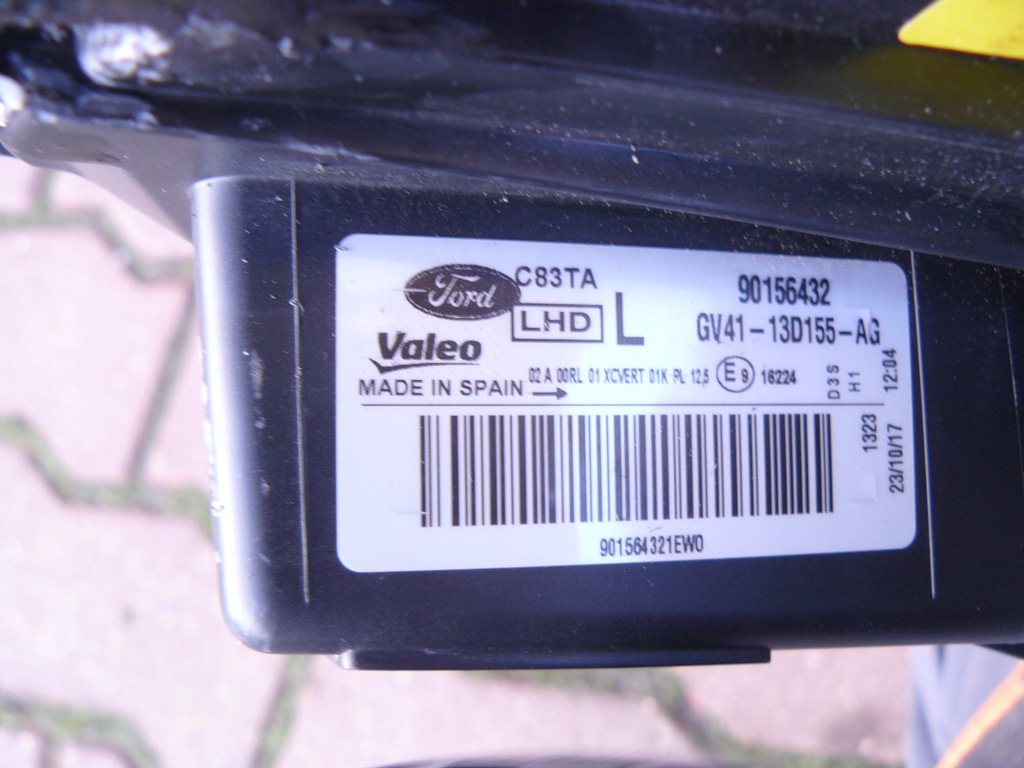 Ford C83TA
LHD L
Valeo
MADE IN SPAIN
90156432
GV41-13D155-AG
02 A 00RL 01 XCVERT 01K PL 12,5 E9 16224
D3S
H1
12:04
1323
23/10/17
901564321EW0